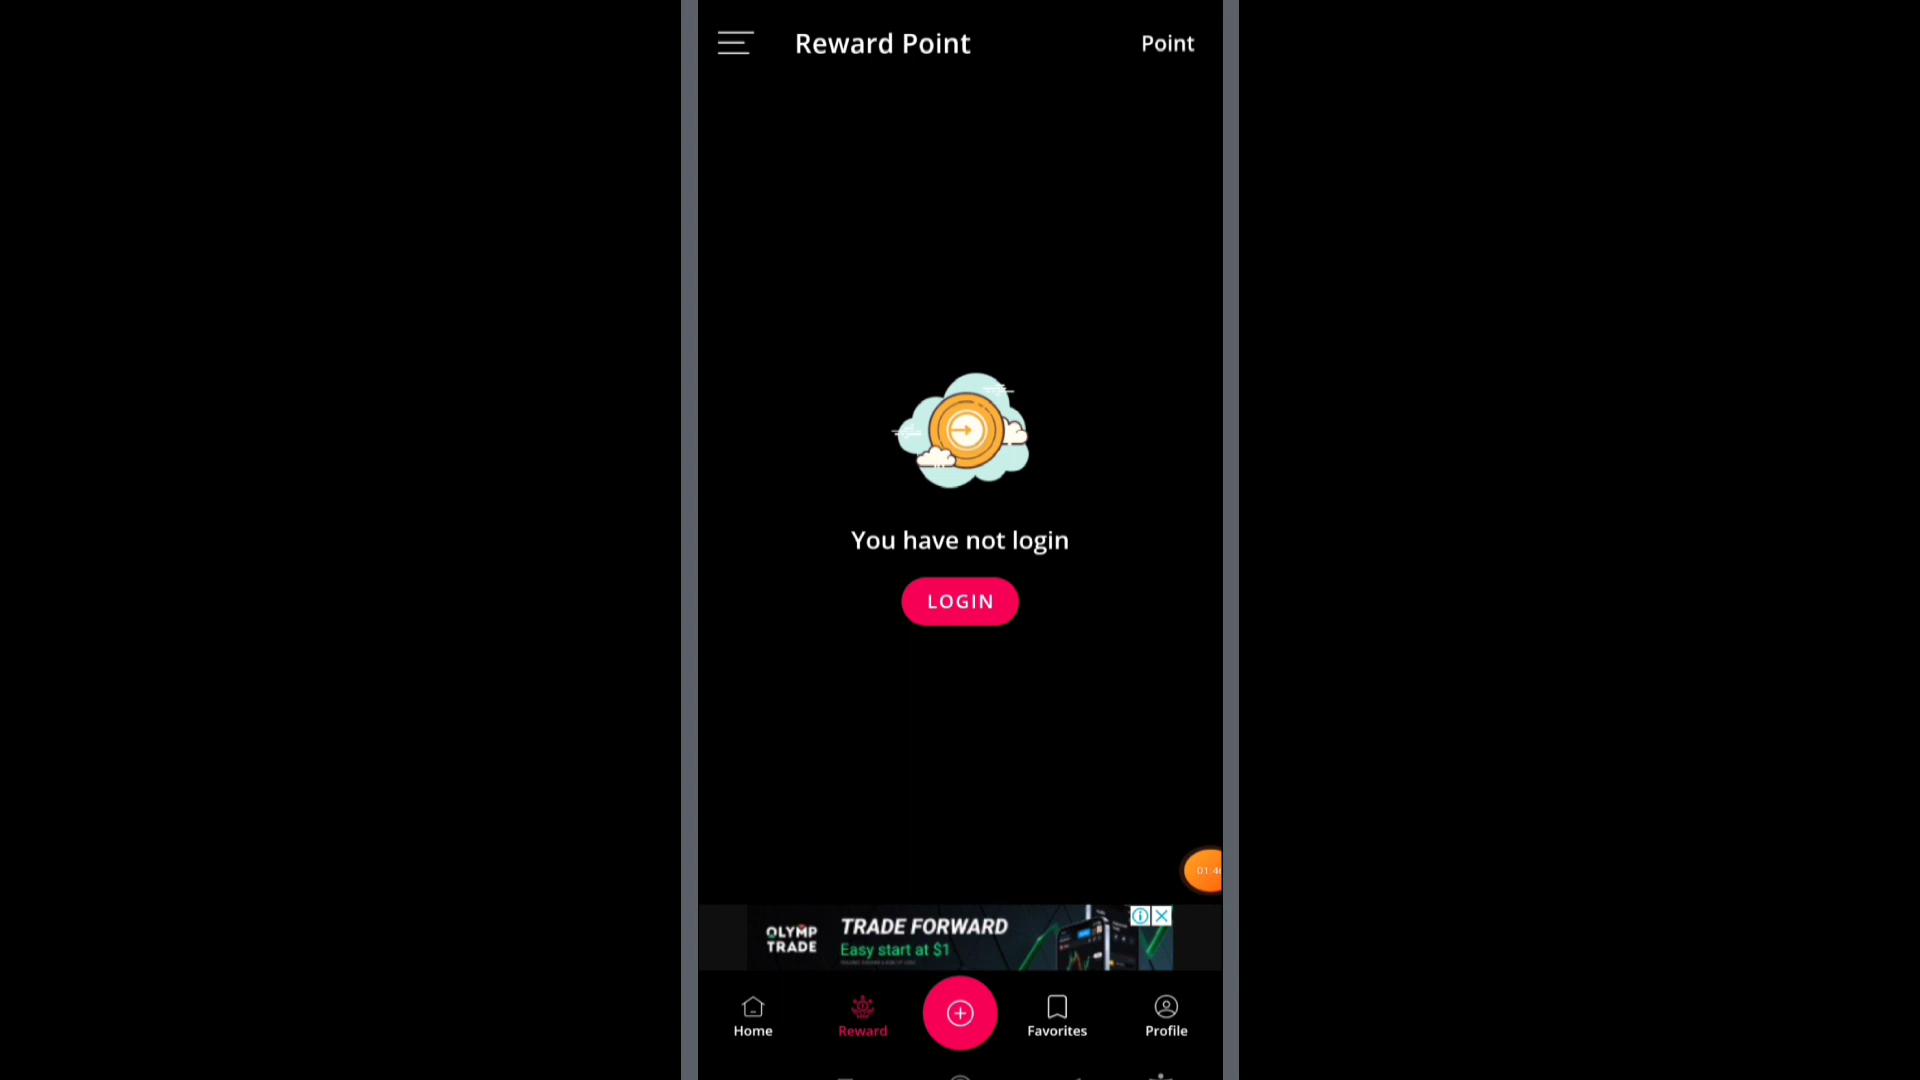 Reward Point
Point
You have not login
LOGIN
OLYMP
TRADE
TRADE FORWARD
Easy start at $1
Home
Reward
Favorites
Profile